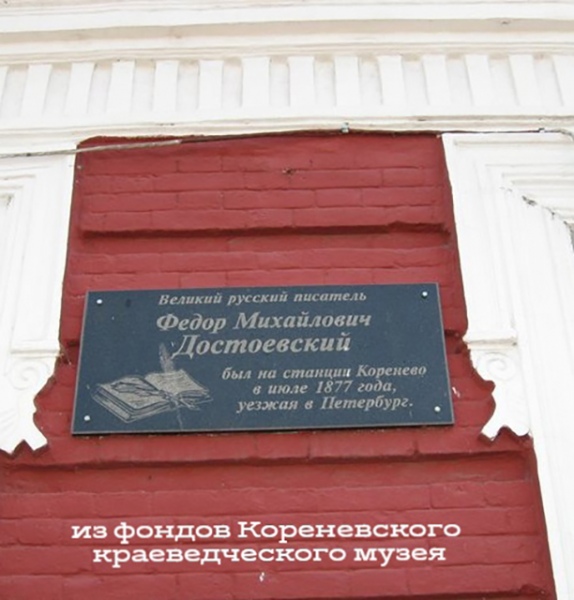 Великий русский писатель
Федор Михайлович
Достоевский
был на станции Коренево
в июле 1877 года,
уезжая в Петербург.
из фондов Кореневского
краеведческого музея